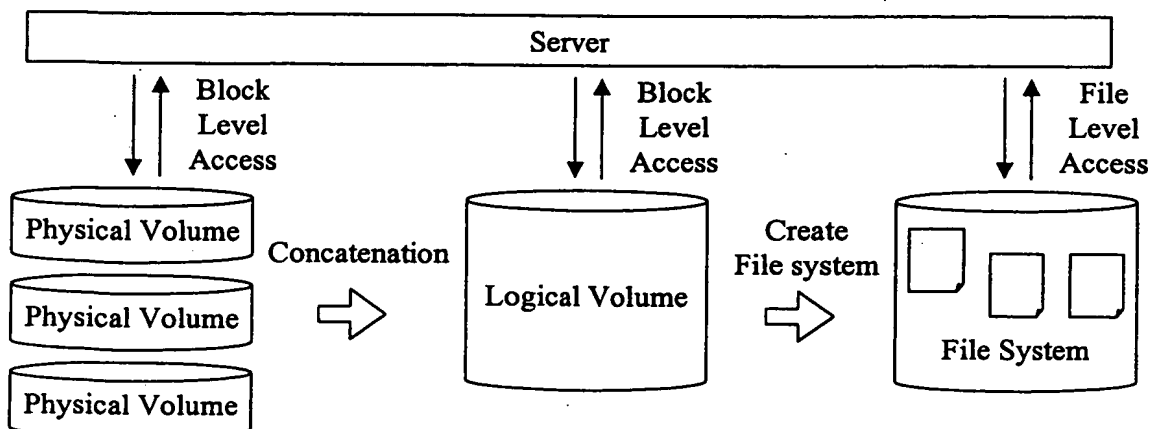 Server
Block
Level
Access
Block
Level
Access
File
Level
Access
Physical Volume
Physical Volume
Physical Volume
Concatenation
Logical Volume
Create
File system
File System